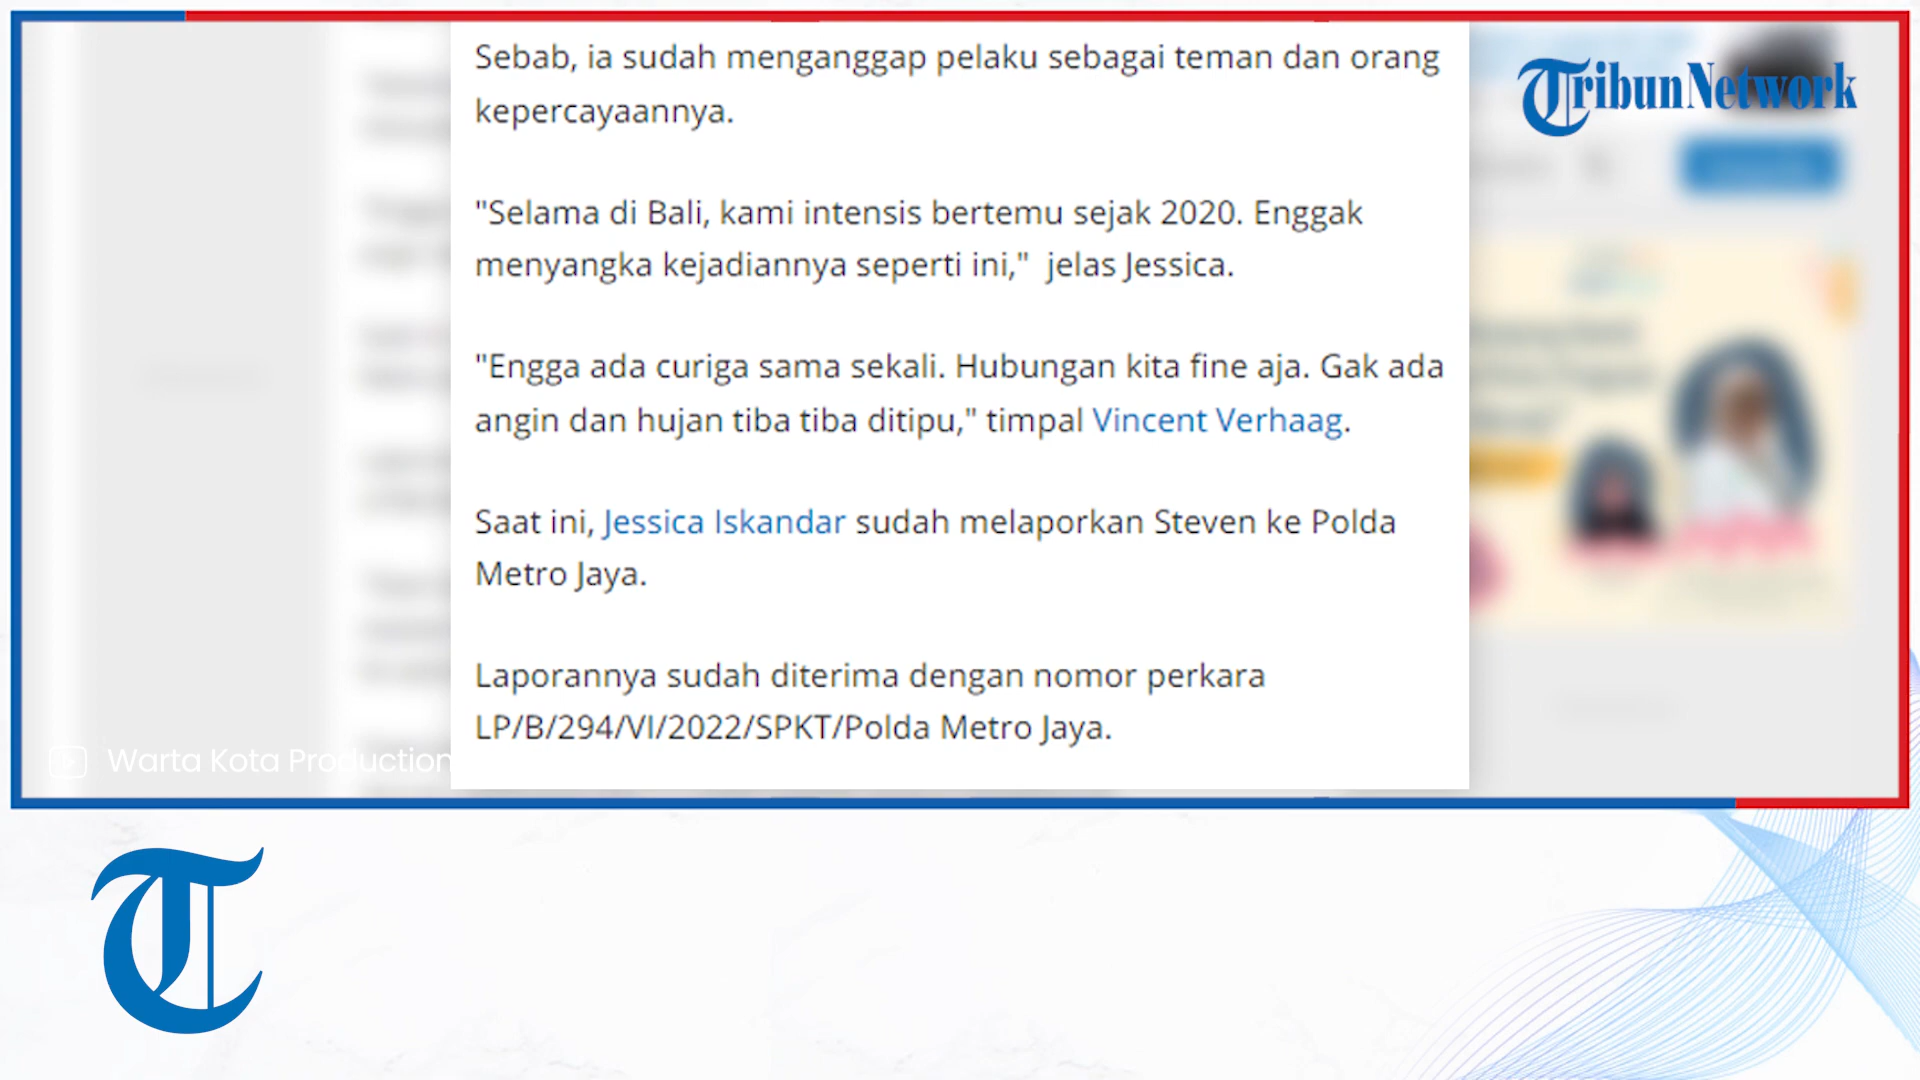 Sebab, ia sudah menganggap pelaku sebagai teman dan orang
kepercayaannya.
"Selama di Bali, kami intensis bertemu sejak 2020. Enggak
menyangka kejadiannya seperti ini,"  jelas Jessica.
"Engga ada curiga sama sekali. Hubungan kita fine aja. Gak ada
angin dan hujan tiba tiba ditipu," timpal Vincent Verhaag.
Saat ini, Jessica Iskandar sudah melaporkan Steven ke Polda
Metro Jaya.
Laporannya sudah diterima dengan nomor perkara
LP/B/294/VI/2022/SPKT/Polda Metro Jaya.
Tribun Network
Warta Kota Production
T